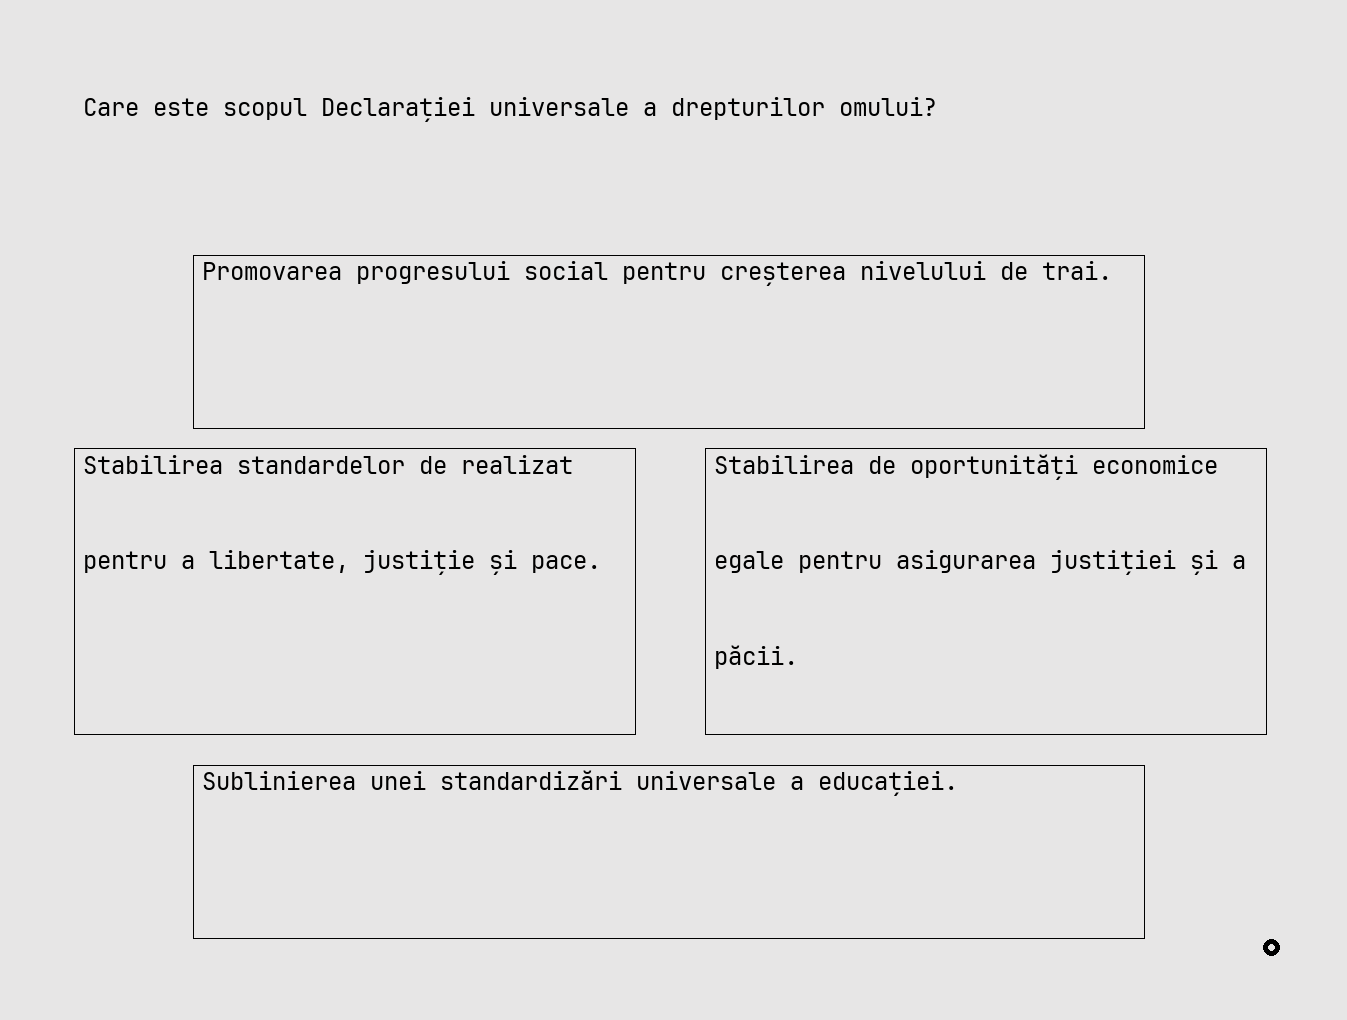 Care este scopul Declarației universale a drepturilor omului?
Promovarea progresului social pentru creșterea nivelului de trai.
Stabilirea standardelor de realizat
pentru a libertate, justiție și pace.
Stabilirea de oportunități economice
egale pentru asigurarea justiției și a
păcii.
Sublinierea unei standardizări universale a educației.